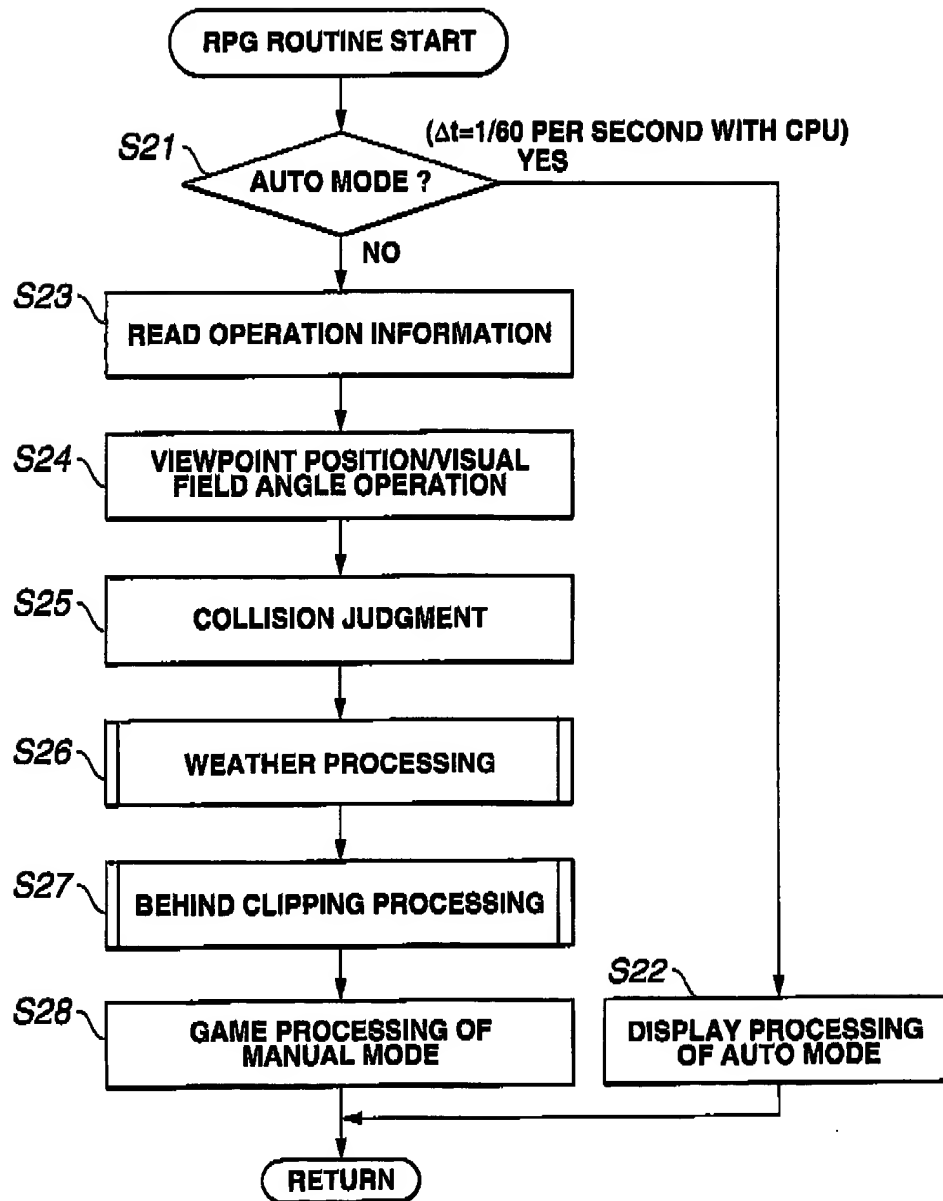 RPG ROUTINE START
S21
(Δt=1/60 PER SECOND WITH CPU)
YES
AUTO MODE ?
NO
S23
READ OPERATION INFORMATION
S24
VIEWPOINT POSITION/VISUAL
FIELD ANGLE OPERATION
S25
COLLISION JUDGMENT
S26
WEATHER PROCESSING
S27
BEHIND CLIPPING PROCESSING
S28
GAME PROCESSING OF
MANUAL MODE
S22
DISPLAY PROCESSING
OF AUTO MODE
RETURN